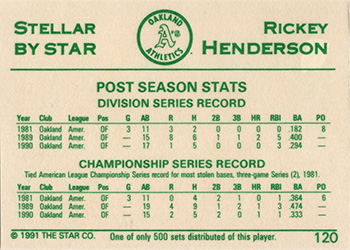 STELLAR BY STAR
OAKLAND ATHLETICS
RICKEY HENDERSON
POST SEASON STATS
DIVISION SERIES RECORD
Year Club League Pos G AB R H 2B 3B HR RBI BA PO
1981 Oakland Amer. OF 3 11 3 2 0 0 0 0 .182 8
1989 Oakland Amer. OF 15 8 6 1 2 5 .400
1990 Oakland Amer. OF 15 1 5 0 0 0 3 .294
CHAMPIONSHIP SERIES RECORD
Tied American League Championship Series record for most stolen bases, three-game Series (2), 1981.
Year Club League Pos G AB R H 2B 3B HR RBI BA PO
1981 Oakland Amer. OF 3 11 0 4 2 1 0 1 .364 6
1989 Oakland Amer. OF 19 4 9 1 2 1 3 .474
1990 Oakland Amer. OF 12 2 4 1 0 1 1 .333
© 1991 THE STAR CO. One of only 500 sets distributed of this player. 120